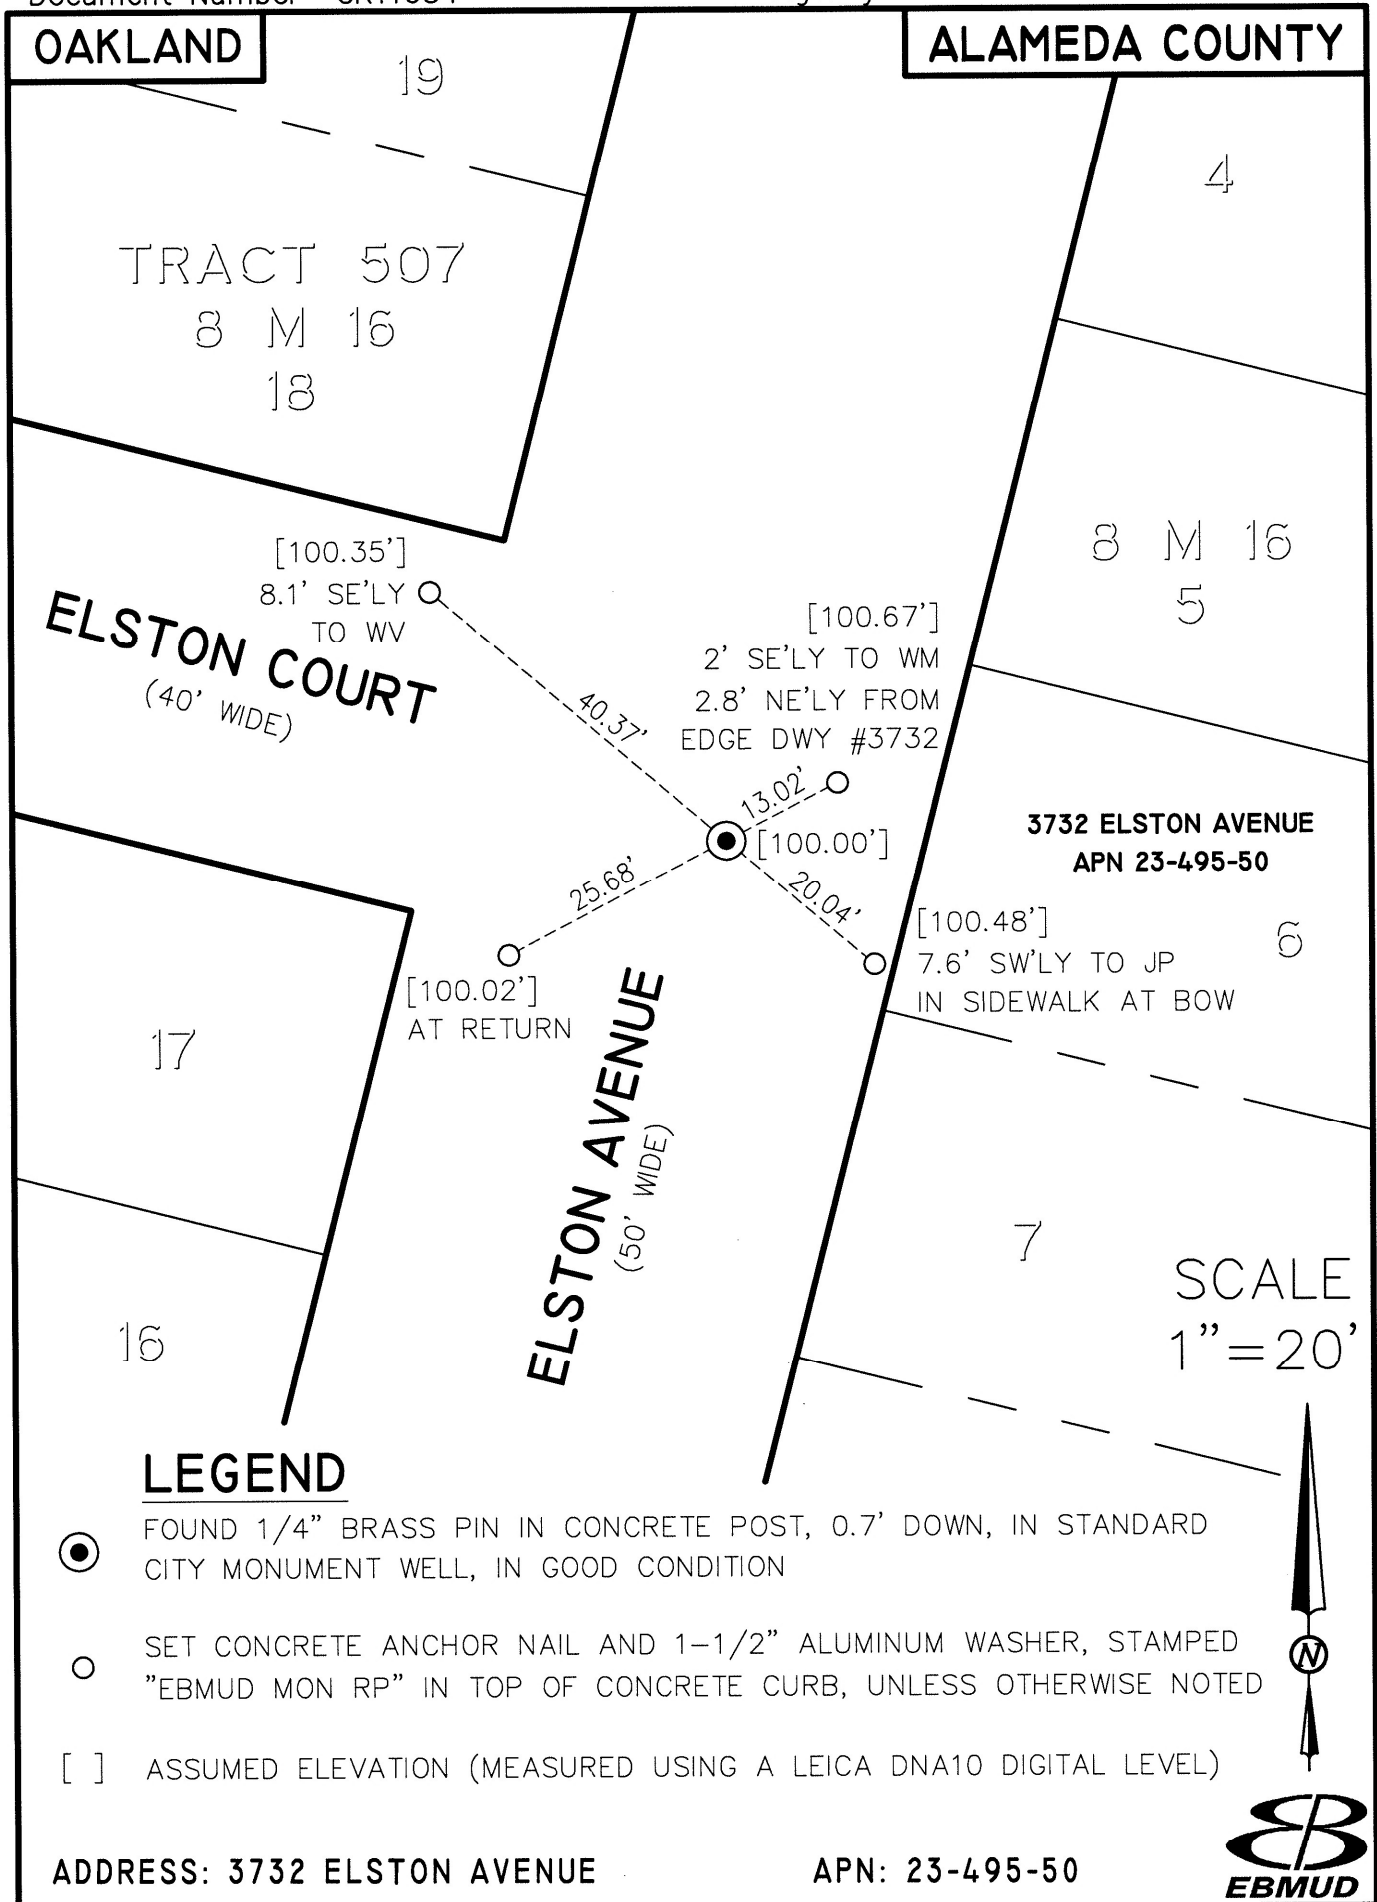 OAKLAND
ALAMEDA COUNTY
19
4
TRACT 507
8 M 16
18
[100.35']
8.1' SE'LY
TO WV
ELSTON COURT
(40' WIDE)
40.37'
[100.67']
2' SE'LY TO WM
2.8' NE'LY FROM
EDGE DWY #3732
8 M 16
5
13.02'
[100.00']
3732 ELSTON AVENUE
APN 23-495-50
25.68'
20.04'
[100.48']
7.6' SW'LY TO JP
IN SIDEWALK AT BOW
6
[100.02']
AT RETURN
17
ELSTON AVENUE
(50' WIDE)
7
16
SCALE
1"=20'
LEGEND
FOUND 1/4" BRASS PIN IN CONCRETE POST, 0.7' DOWN, IN STANDARD
CITY MONUMENT WELL, IN GOOD CONDITION
SET CONCRETE ANCHOR NAIL AND 1-1/2" ALUMINUM WASHER, STAMPED
"EBMUD MON RP" IN TOP OF CONCRETE CURB, UNLESS OTHERWISE NOTED
N
[ ] ASSUMED ELEVATION (MEASURED USING A LEICA DNA10 DIGITAL LEVEL)
ADDRESS: 3732 ELSTON AVENUE
APN: 23-495-50
EBMUD